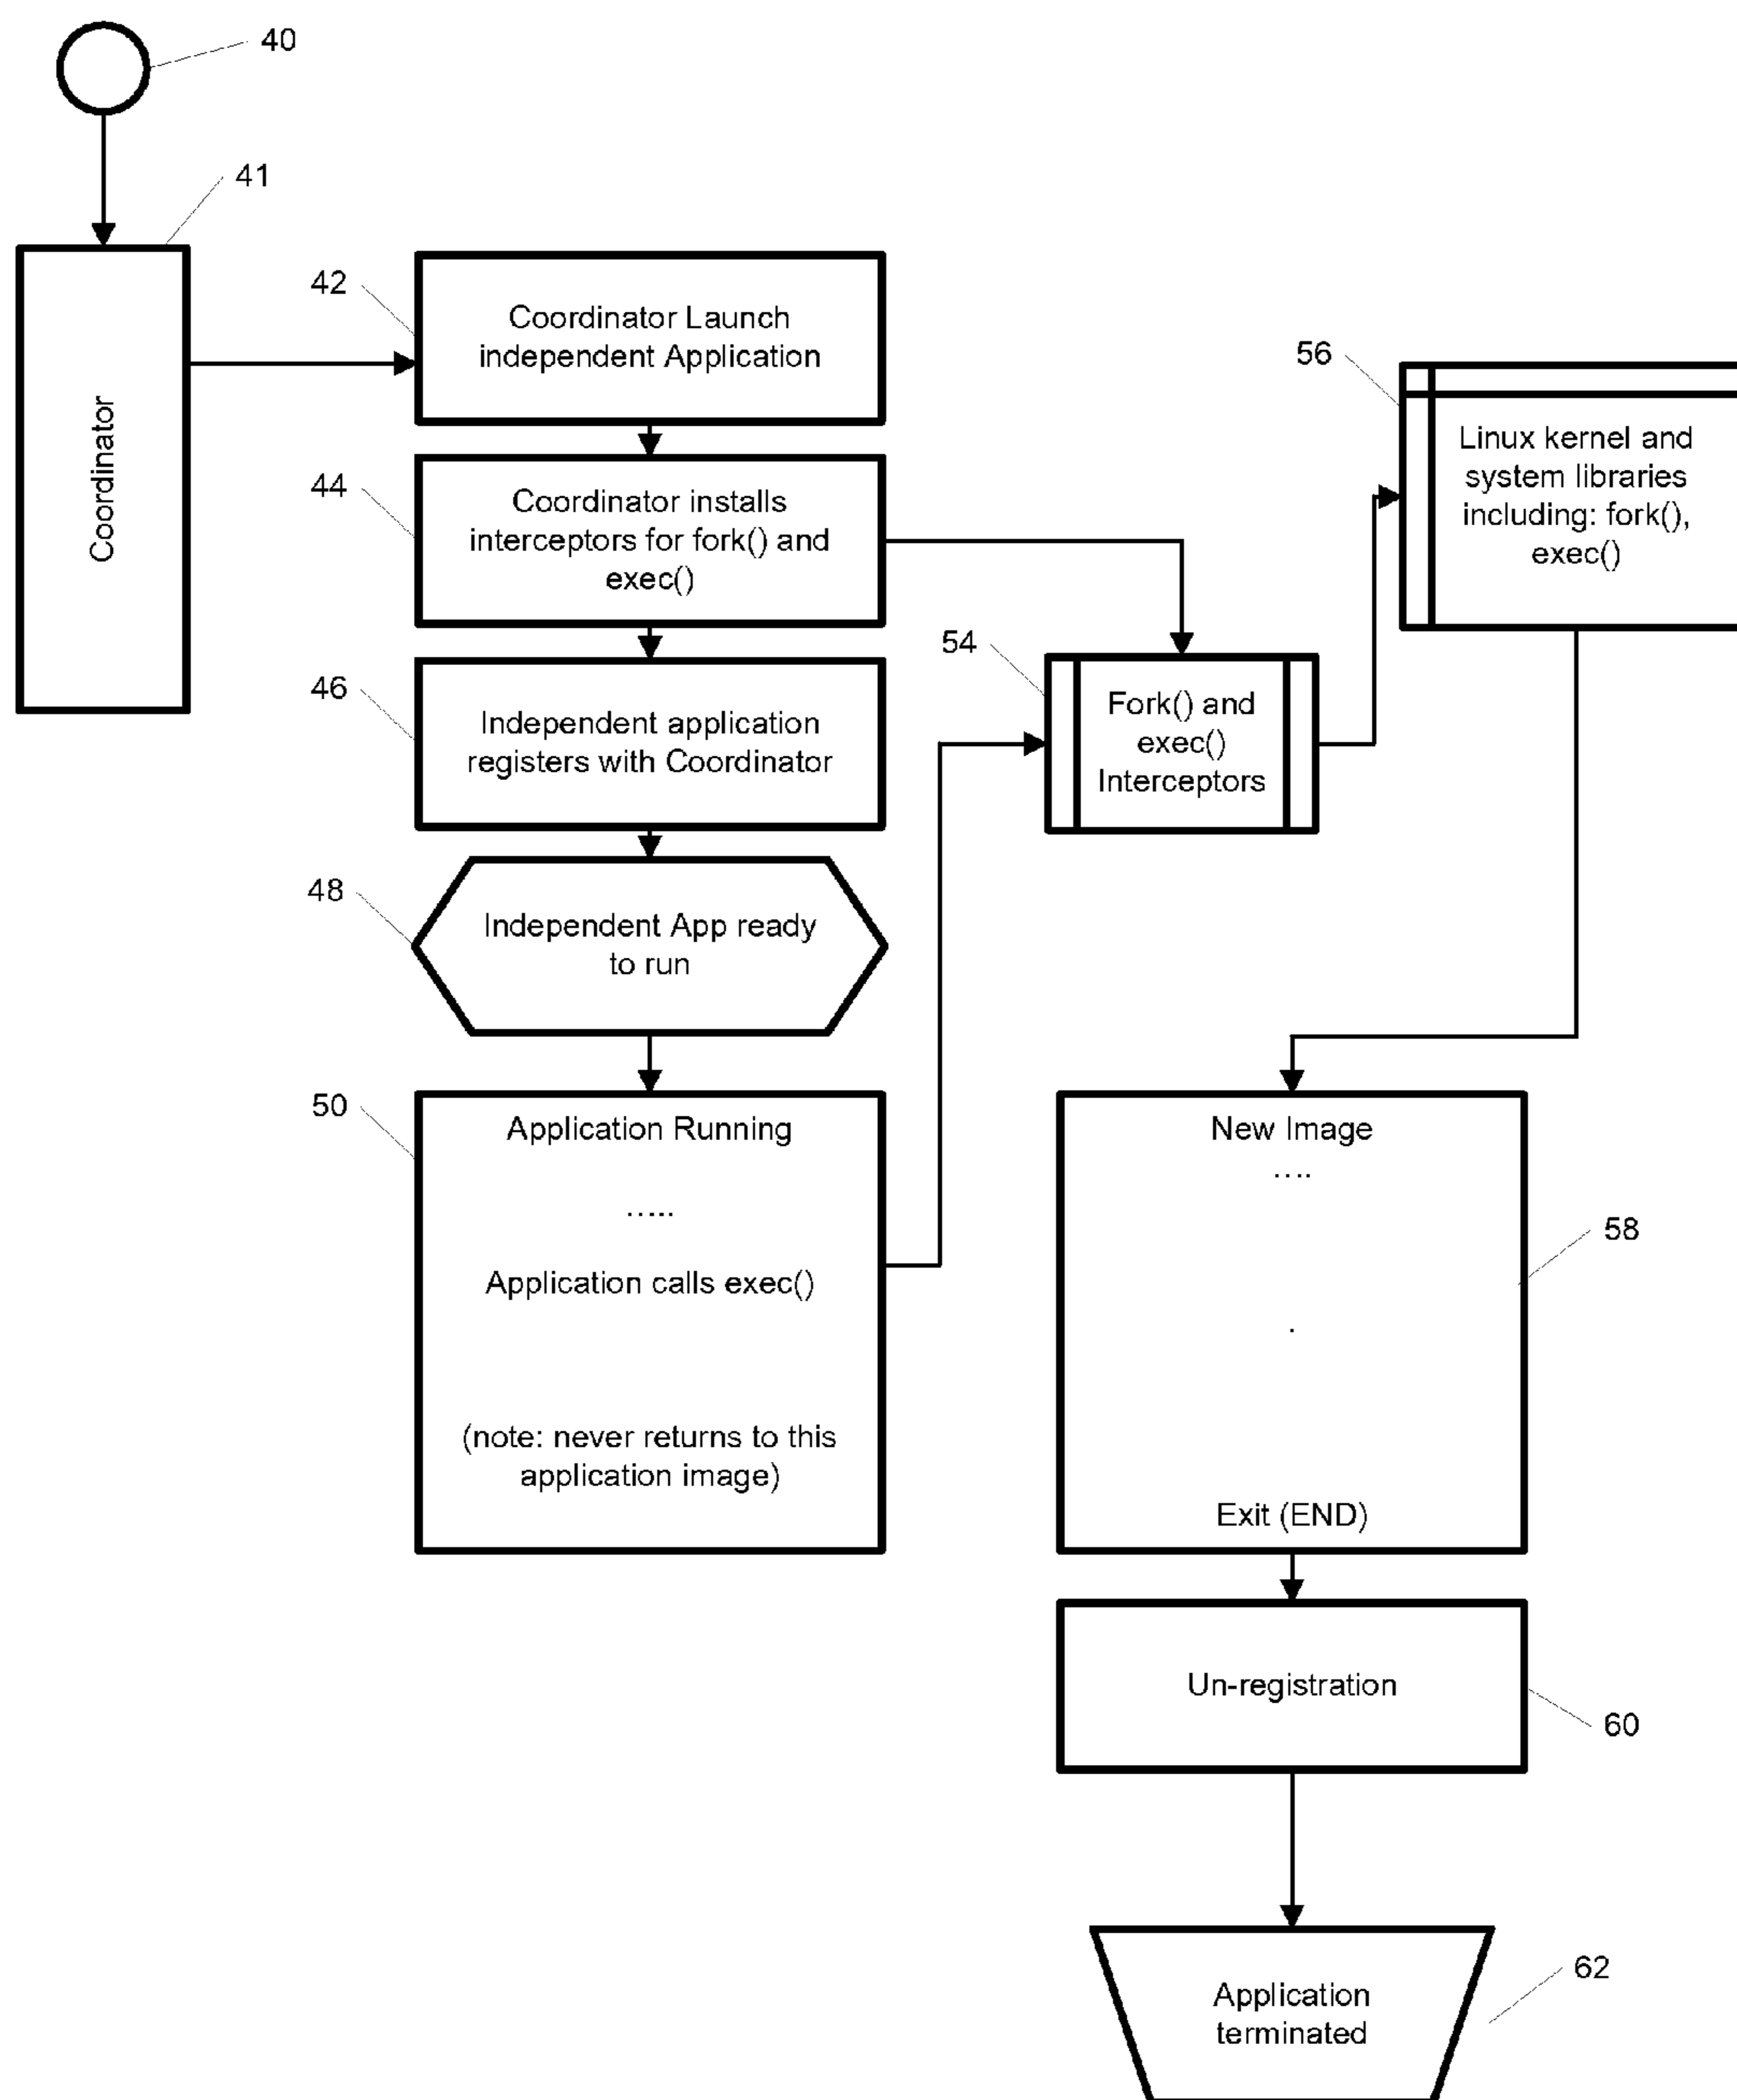 40
41
Coordinator
42
Coordinator Launch
independent Application
44
Coordinator installs
interceptors for fork() and
exec()
46
Independent application
registers with Coordinator
48
Independent App ready
to run
50
Application Running
.....
Application calls exec()
(note: never returns to this
application image)
54
Fork() and
exec()
Interceptors
56
Linux kernel and
system libraries
including: fork(),
exec()
New Image
....
.
Exit (END)
58
Un-registration
60
Application
terminated
62